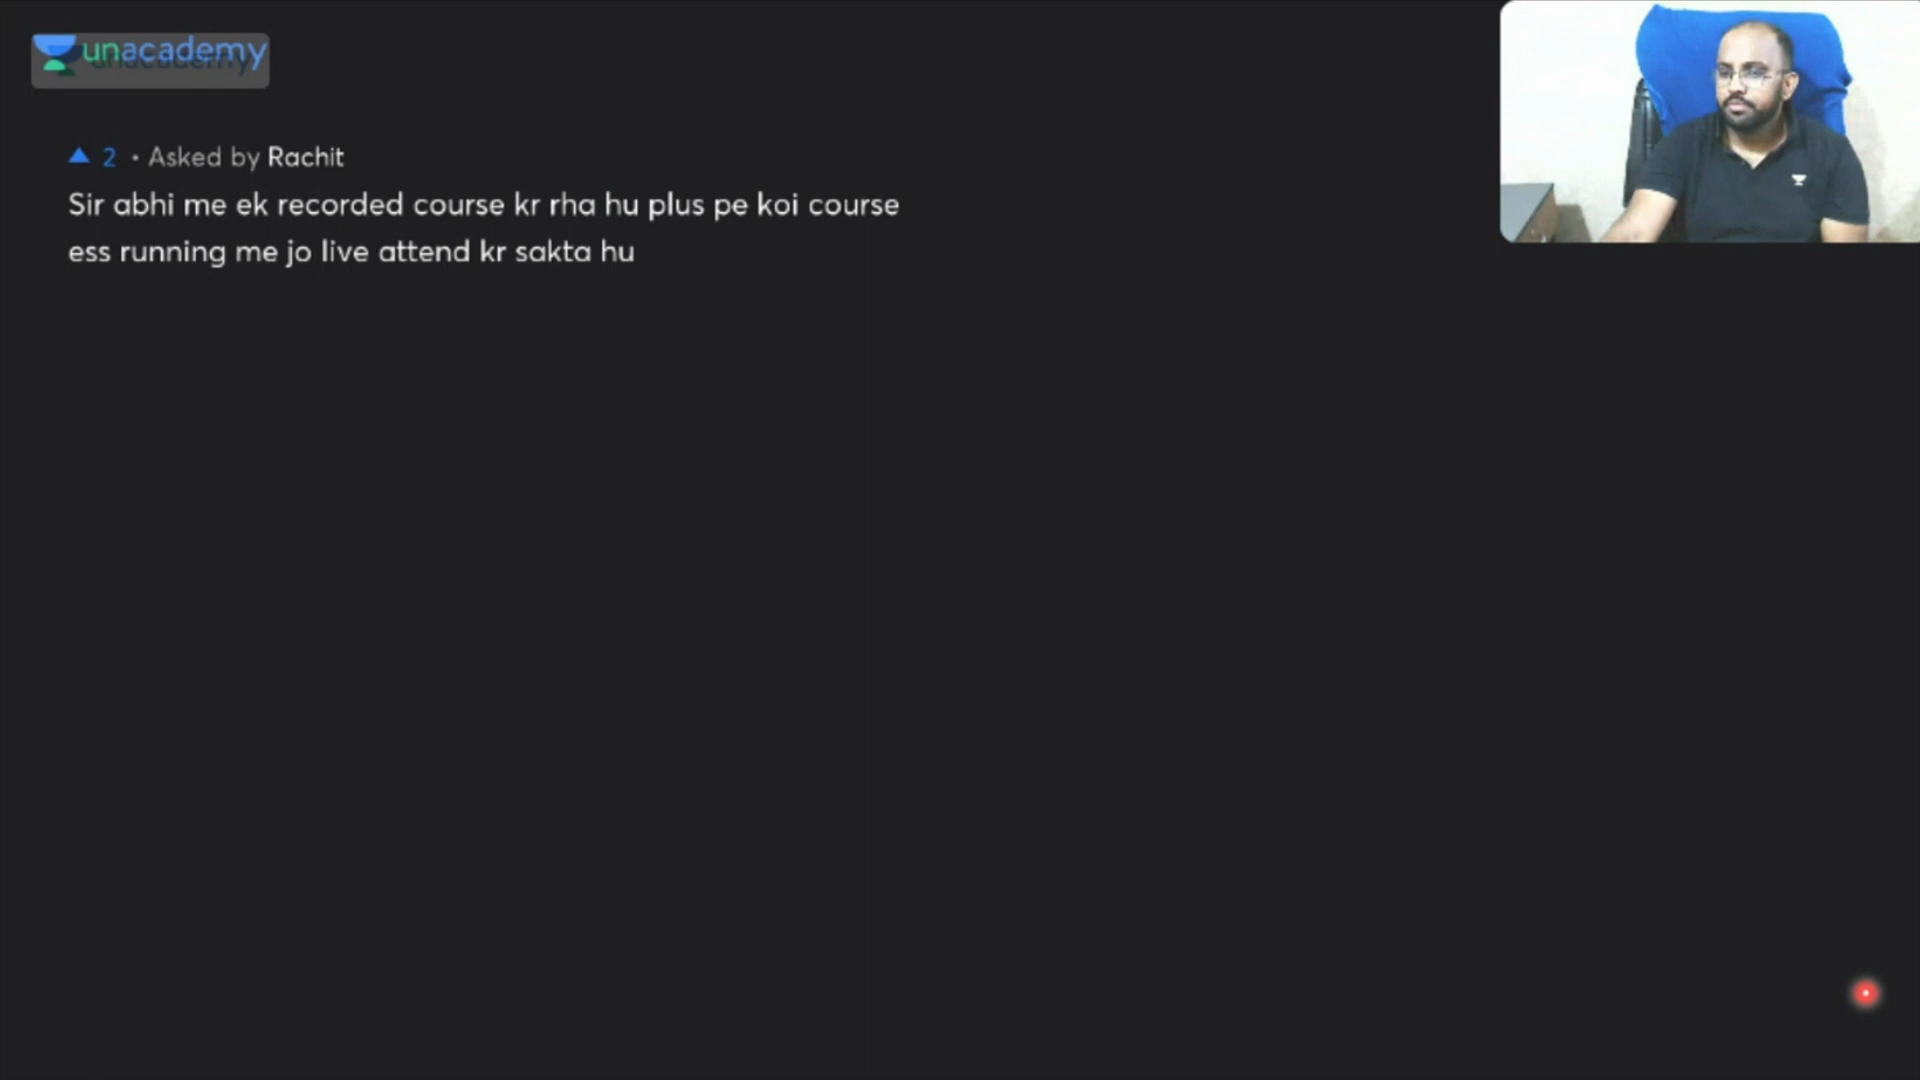 unacademy
2 • Asked by Rachit
Sir abhi me ek recorded course kr rha hu plus pe koi course
ess running me jo live attend kr sakta hu